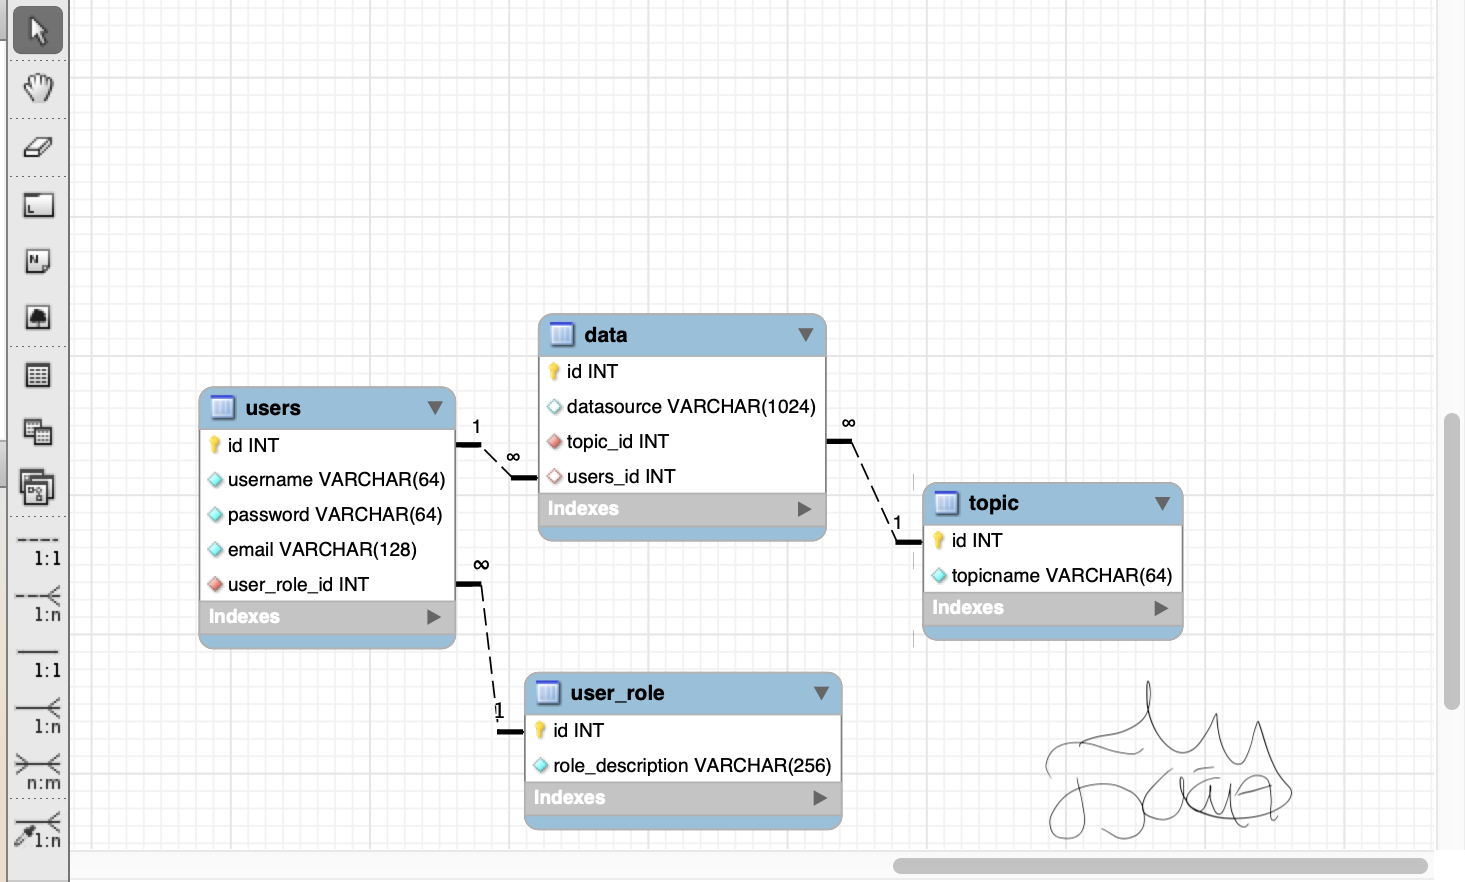 data
id INT
datasource VARCHAR(1024)
topic_id INT
users_id INT
Indexes
users
id INT
username VARCHAR(64)
password VARCHAR(64)
email VARCHAR(128)
user_role_id INT
Indexes
1
∞
∞
1
∞
1
topic
id INT
topicname VARCHAR(64)
Indexes
user_role
id INT
role_description VARCHAR(256)
Indexes
L
N
1:1
1:n
1:1
1:n
n:m
1:n